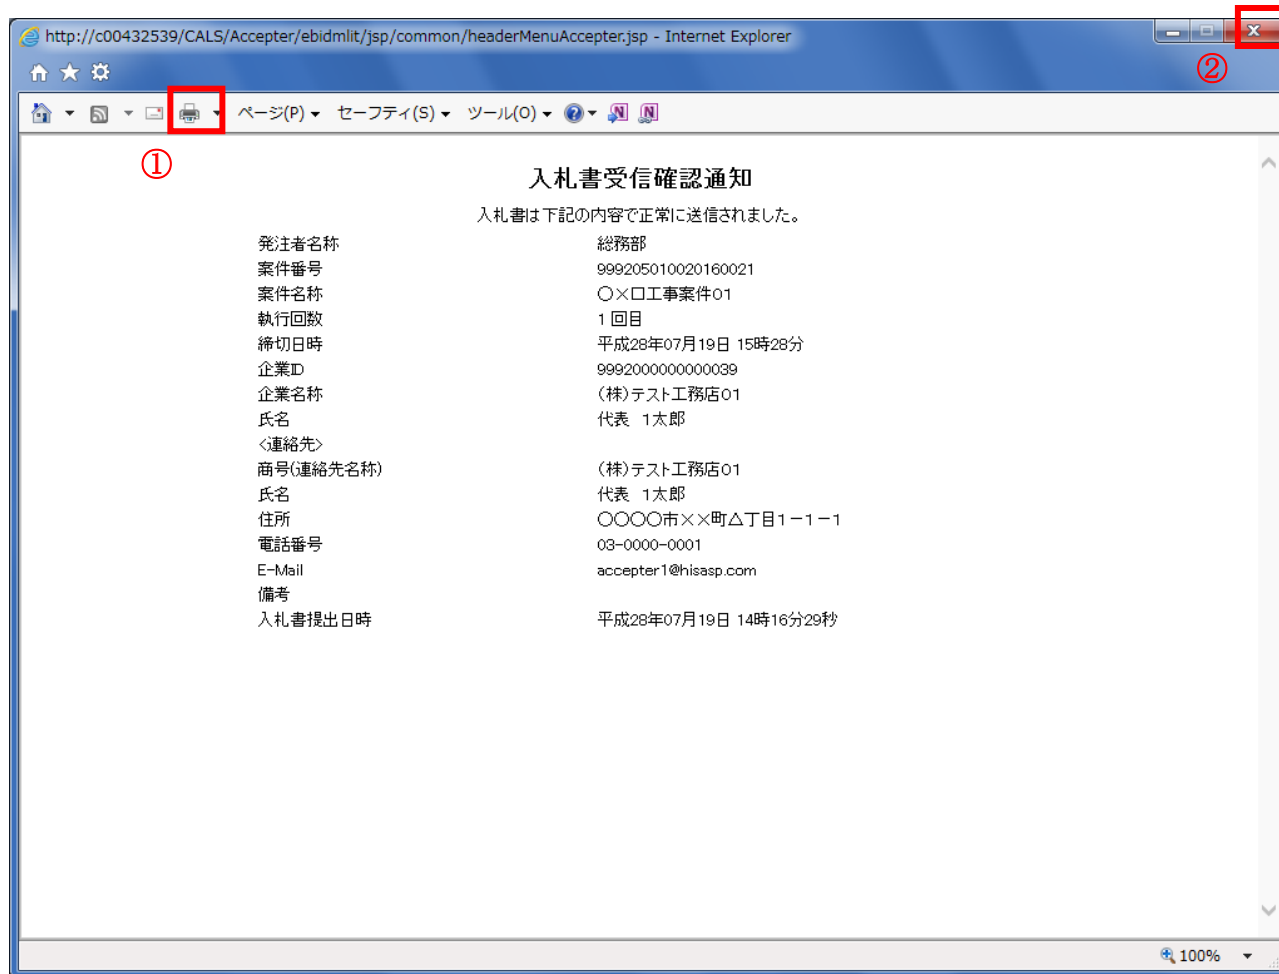 http://c00432539/CALS/Accepter/ebidmlit/jsp/common/headerMenuAccepter.jsp - Internet Explorer
②
ページ(P) セーフティ(S) ツール(O)
①
入札書受信確認通知
入札書は下記の内容で正常に送信されました。
発注者名称 総務部
案件番号 999205010020160021
案件名称 ○×口工事案件01
執行回数 1回目
締切日時 平成28年07月19日 15時28分
企業ID 9992000000000039
企業名称 (株)テスト工務店01
氏名 代表 1太郎
<連絡先>
商号(連絡先名称) (株)テスト工務店01
氏名 代表 1太郎
住所 ○○○○市××町△丁目1-1-1
電話番号 03-0000-0001
E-Mail accepter1@hisasp.com
備考
入札書提出日時 平成28年07月19日 14時16分29秒
100%